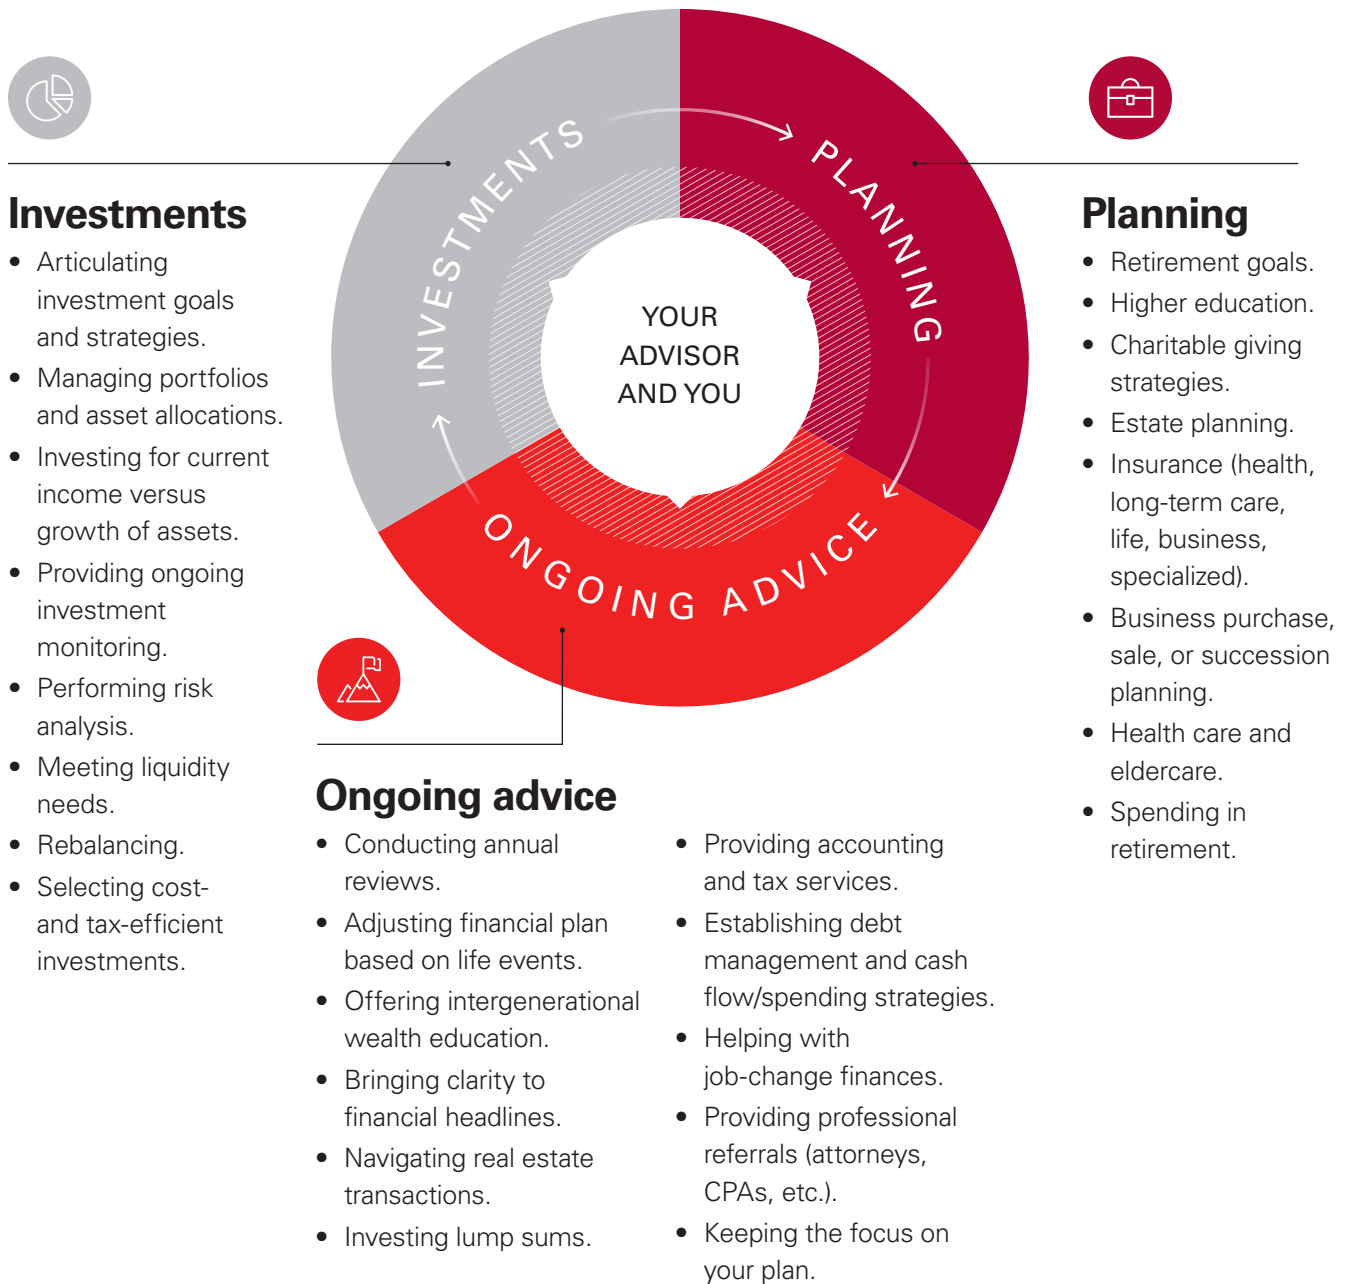 INVESTMENTS
PLANNING
ONGOING ADVICE
YOUR
ADVISOR
AND YOU
Investments
• Articulating
investment goals
and strategies.
• Managing portfolios
and asset allocations.
• Investing for current
income versus
growth of assets.
• Providing ongoing
investment
monitoring.
• Performing risk
analysis.
• Meeting liquidity
needs.
• Rebalancing.
• Selecting cost-
and tax-efficient
investments.
Planning
• Retirement goals.
• Higher education.
• Charitable giving
strategies.
• Estate planning.
• Insurance (health,
long-term care,
life, business,
specialized).
• Business purchase,
sale, or succession
planning.
• Health care and
eldercare.
• Spending in
retirement.
Ongoing advice
• Conducting annual
reviews.
• Adjusting financial plan
based on life events.
• Offering intergenerational
wealth education.
• Bringing clarity to
financial headlines.
• Navigating real estate
transactions.
• Investing lump sums.
• Providing accounting
and tax services.
• Establishing debt
management and cash
flow/spending strategies.
• Helping with
job-change finances.
• Providing professional
referrals (attorneys,
CPAs, etc.).
• Keeping the focus on
your plan.